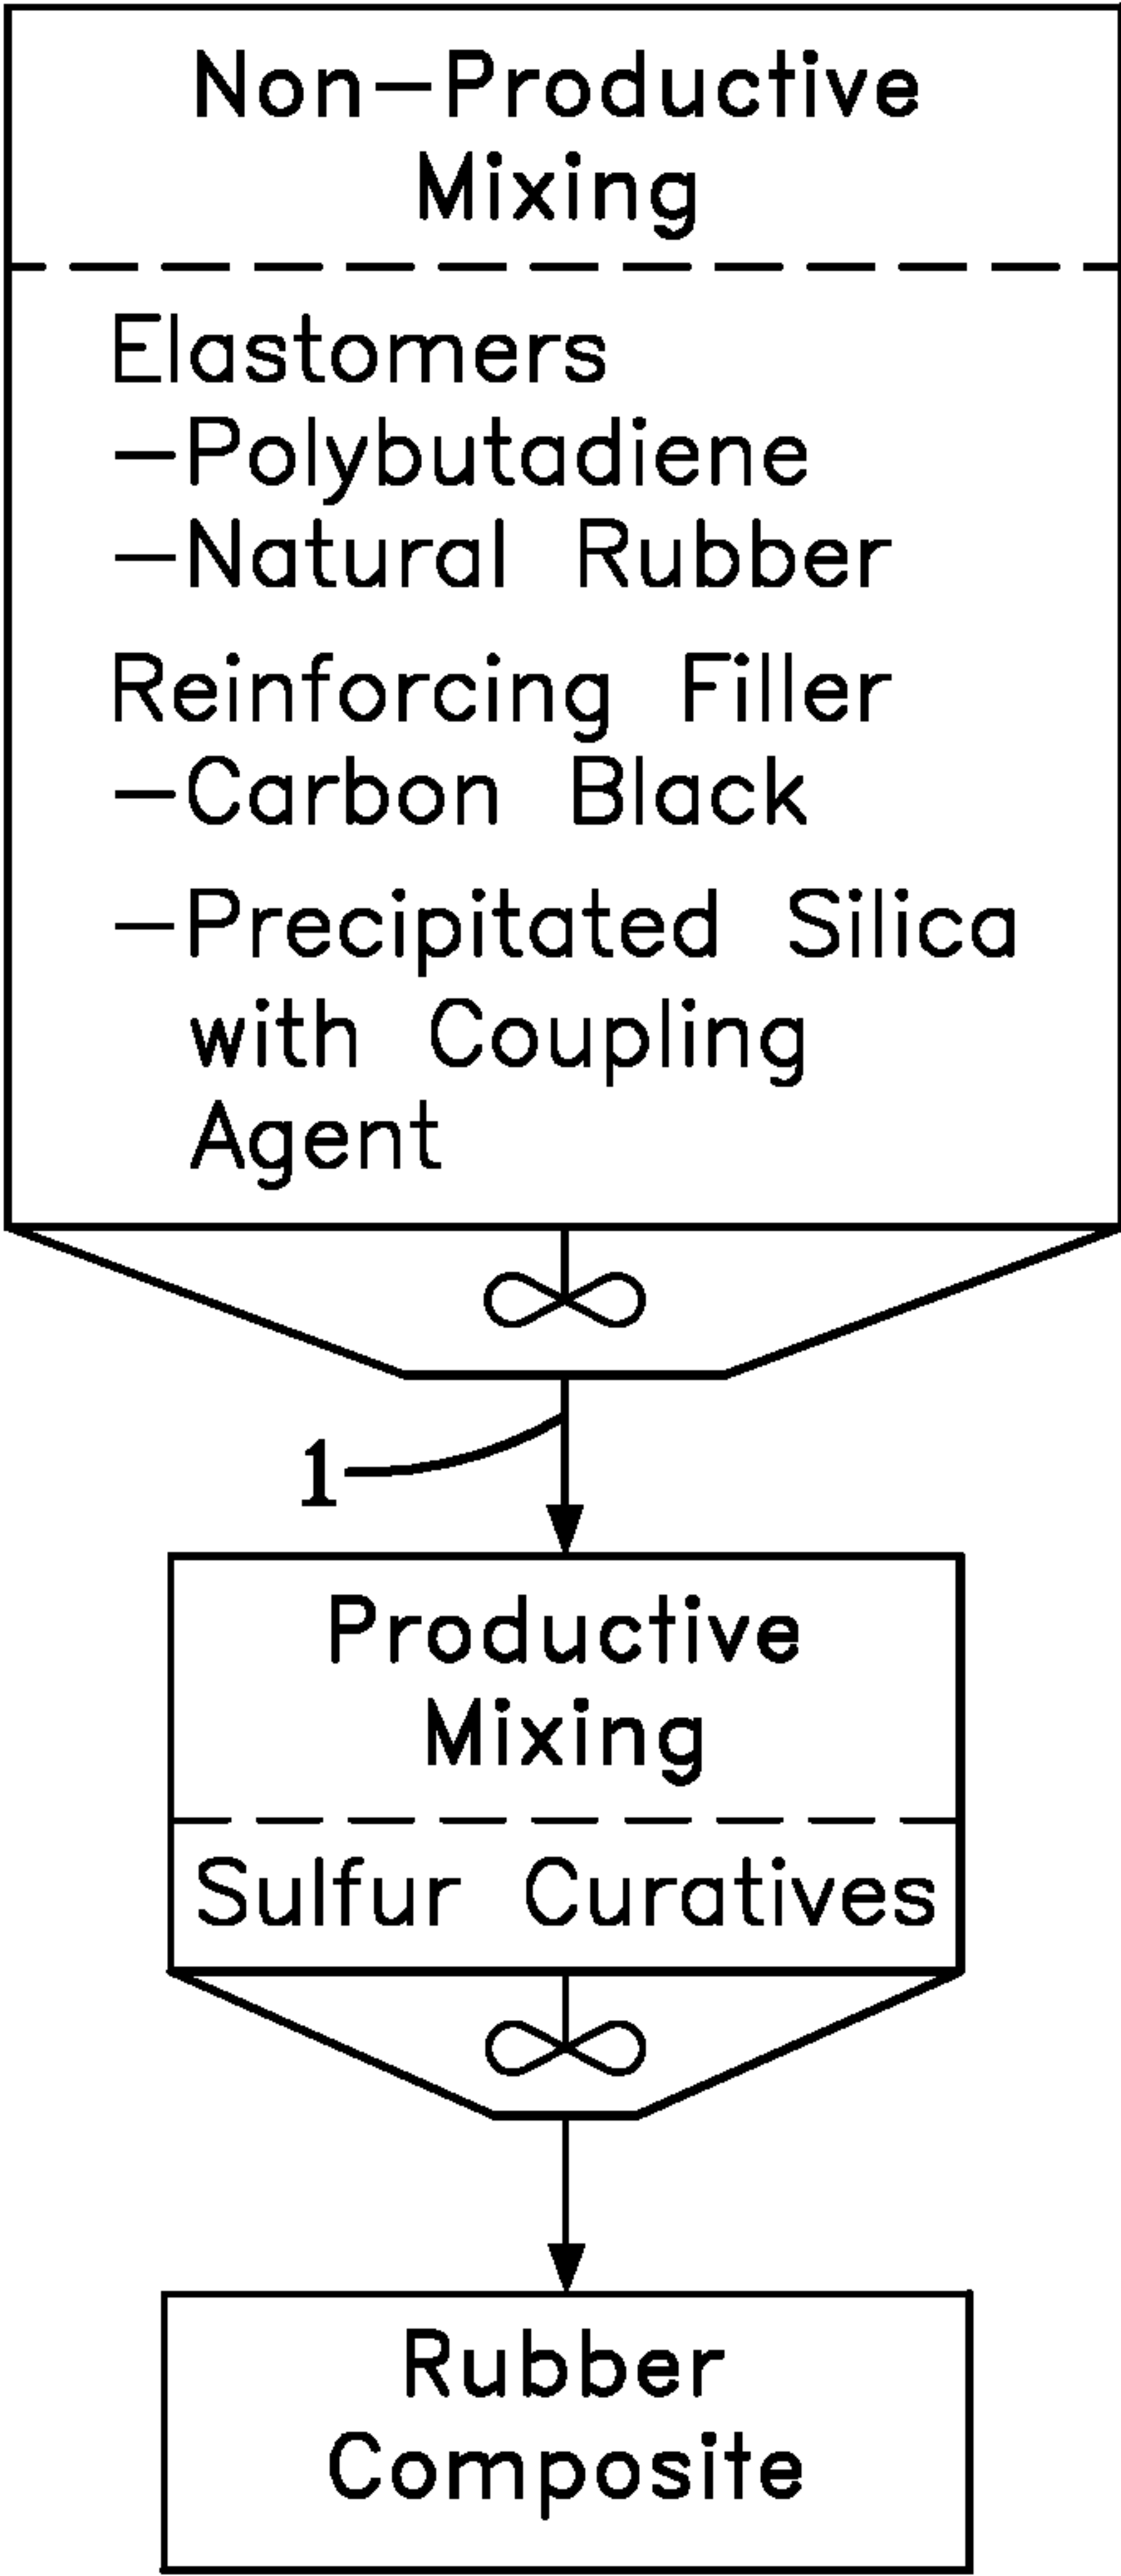 Non-Productive
Mixing
Elastomers
-Polybutadiene
-Natural Rubber
Reinforcing Filler
-Carbon Black
-Precipitated Silica
with Coupling
Agent
1
Productive
Mixing
Sulfur Curatives
Rubber
Composite